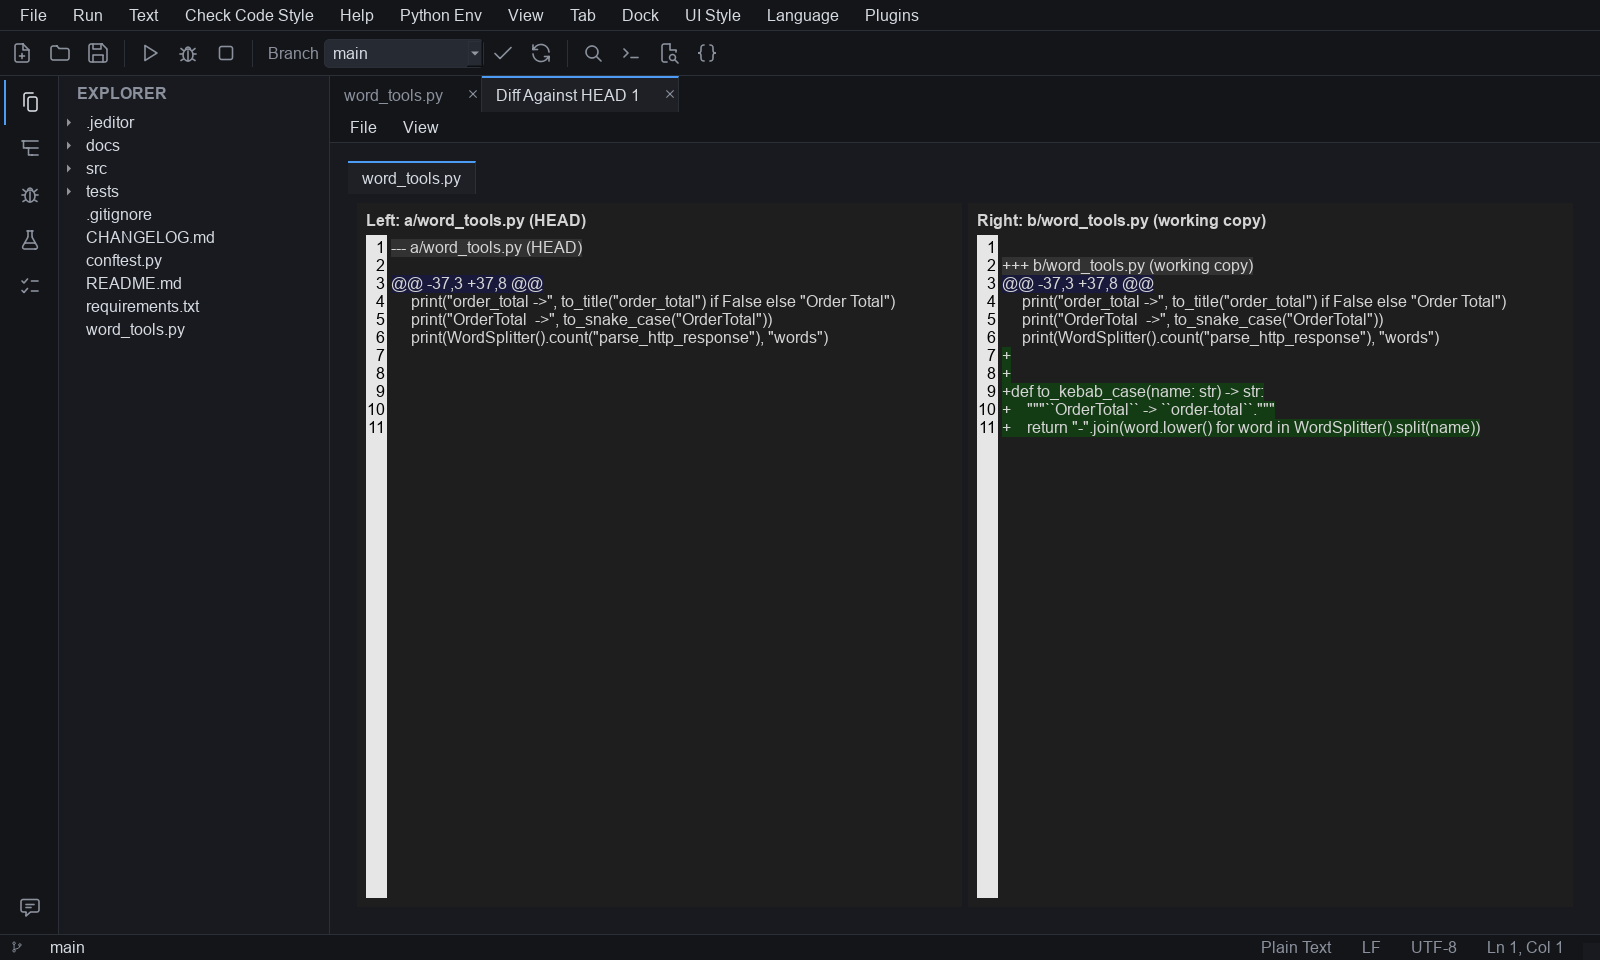 File Run Text Check Code Style Help Python Env View Tab Dock UI Style Language Plugins
Branch main
EXPLORER
.jeditor
docs
src
tests
.gitignore
CHANGELOG.md
conftest.py
README.md
requirements.txt
word_tools.py
word_tools.py × Diff Against HEAD 1 ×
File View
word_tools.py
Left: a/word_tools.py (HEAD)
1 --- a/word_tools.py (HEAD)
2
3 @@ -37,3 +37,8 @@
4     print("order_total ->", to_title("order_total") if False else "Order Total")
5     print("OrderTotal  ->", to_snake_case("OrderTotal"))
6     print(WordSplitter().count("parse_http_response"), "words")
7
8
9
10
11
Right: b/word_tools.py (working copy)
1
2 +++ b/word_tools.py (working copy)
3 @@ -37,3 +37,8 @@
4     print("order_total ->", to_title("order_total") if False else "Order Total")
5     print("OrderTotal  ->", to_snake_case("OrderTotal"))
6     print(WordSplitter().count("parse_http_response"), "words")
7 +
8 +
9 +def to_kebab_case(name: str) -> str:
10 +    """``OrderTotal`` -> ``order-total``."""
11 +    return "-".join(word.lower() for word in WordSplitter().split(name))
main Plain Text LF UTF-8 Ln 1, Col 1